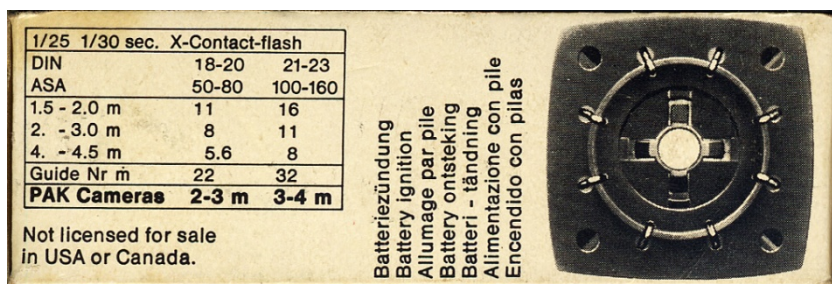 1/25 1/30 sec. X-Contact-flash
DIN 18-20 21-23
ASA 50-80 100-160
1.5 - 2.0 m 11 16
2. - 3.0 m 8 11
4. - 4.5 m 5.6 8
Guide Nr ṁ 22 32
PAK Cameras 2-3 m 3-4 m
Not licensed for sale
in USA or Canada.
Batteriezündung
Battery ignition
Allumage par pile
Battery ontsteking
Batteri - tändning
Alimentazione con pile
Encendido con pilas